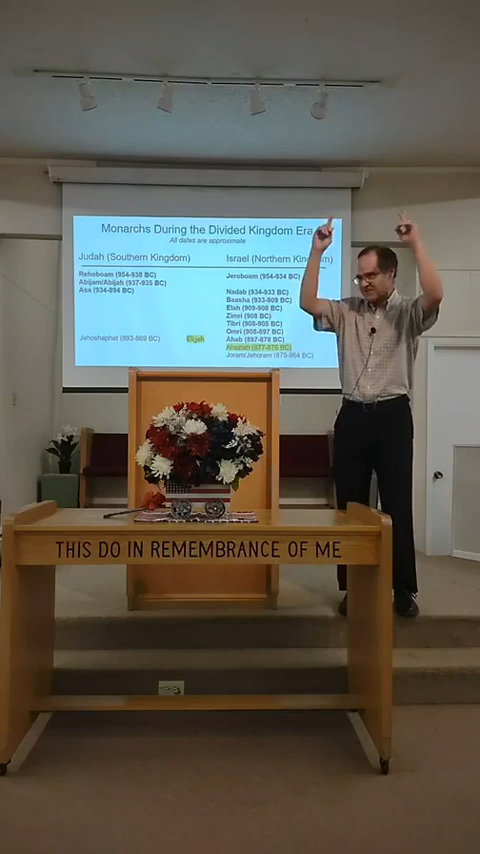 Monarchs During the Divided Kingdom Era
All dates are approximate
Judah (Southern Kingdom) Israel (Northern Kingdom)
Rehoboam (954-938 BC) Jeroboam (954-934 BC)
Abijam/Abijah (937-935 BC)
Asa (934-894 BC) Nadab (934-933 BC)
Baasha (933-909 BC)
Elah (909-908 BC)
Zimri (908 BC)
Tibri (908-905 BC)
Omri (908-897 BC)
Jehoshaphat (893-869 BC) Elijah Ahab (897-878 BC)
Ahaziah (877-876 BC)
Joram/Jehoram (875-864 BC)
THIS DO IN REMEMBRANCE OF ME